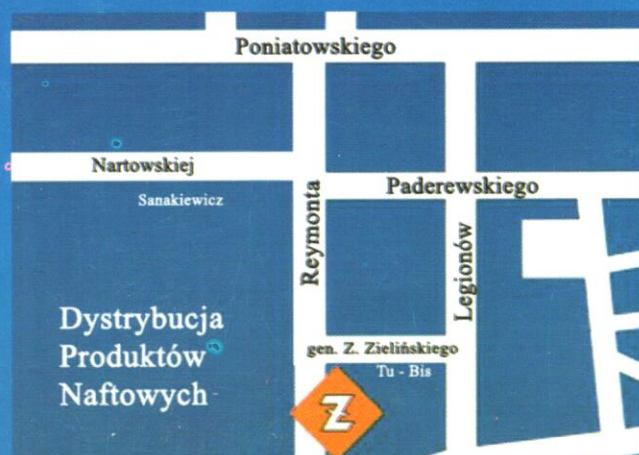 Poniatowskiego
Nartowskiej
Sanakiewicz
Paderewskiego
Reymonta
Legionów
Dystrybucja
Produktów
Naftowych
gen. Z. Zielińskiego
Tu - Bis
Z